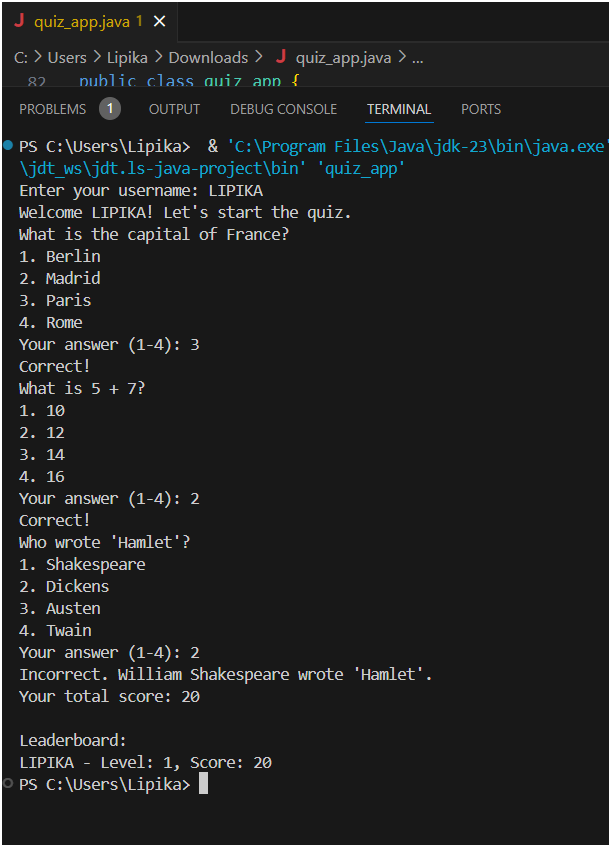 J quiz_app.java 1 ×
C: > Users > Lipika > Downloads > J quiz_app.java > ...
82 public class quiz_app {
PROBLEMS 1 OUTPUT DEBUG CONSOLE TERMINAL PORTS
PS C:\Users\Lipika>  & 'C:\Program Files\Java\jdk-23\bin\java.exe'
\jdt_ws\jdt.ls-java-project\bin' 'quiz_app'
Enter your username: LIPIKA
Welcome LIPIKA! Let's start the quiz.
What is the capital of France?
1. Berlin
2. Madrid
3. Paris
4. Rome
Your answer (1-4): 3
Correct!
What is 5 + 7?
1. 10
2. 12
3. 14
4. 16
Your answer (1-4): 2
Correct!
Who wrote 'Hamlet'?
1. Shakespeare
2. Dickens
3. Austen
4. Twain
Your answer (1-4): 2
Incorrect. William Shakespeare wrote 'Hamlet'.
Your total score: 20
Leaderboard:
LIPIKA - Level: 1, Score: 20
PS C:\Users\Lipika>